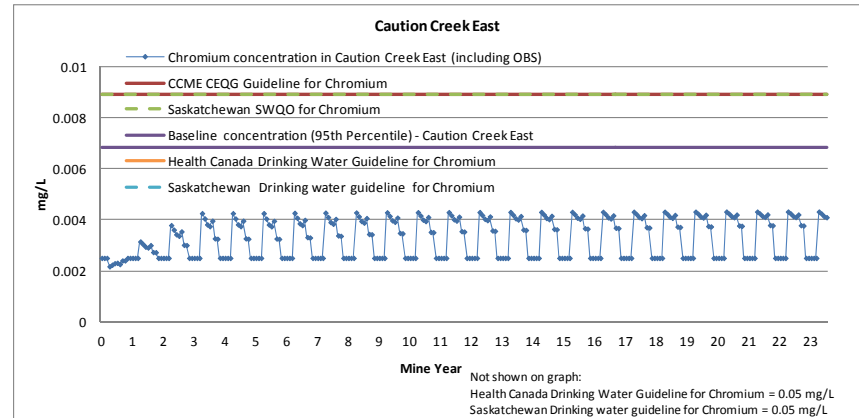 Caution Creek East
Chromium concentration in Caution Creek East (including OBS)
0.01
CCME CEQG Guideline for Chromium
Saskatchewan SWQO for Chromium
0.008
Baseline concentration (95th Percentile) - Caution Creek East
0.006
Health Canada Drinking Water Guideline for Chromium
mg/L
Saskatchewan Drinking water guideline for Chromium
0.004
0.002
0
0 1 2 3 4 5 6 7 8 9 10 11 12 13 14 15 16 17 18 19 20 21 22 23
Mine Year
Not shown on graph:
Health Canada Drinking Water Guideline for Chromium = 0.05 mg/L
Saskatchewan Drinking water guideline for Chromium = 0.05 mg/L